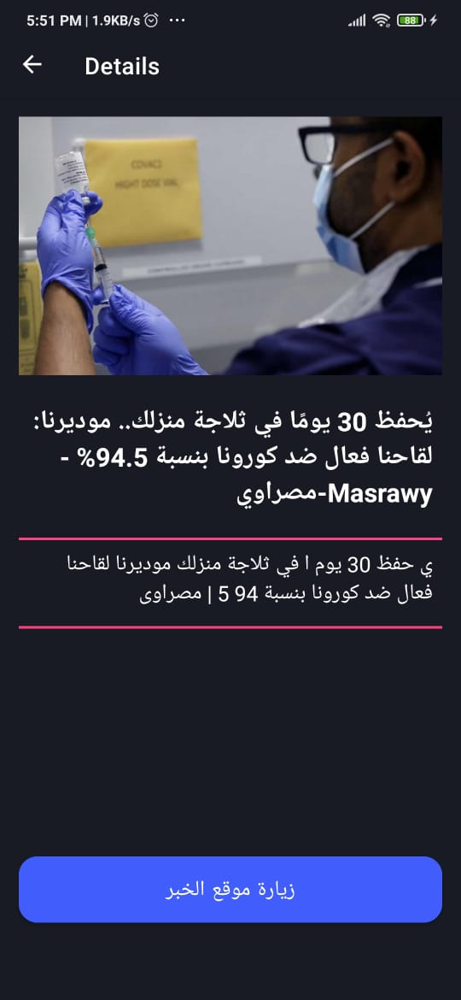 5:51 PM | 1.9KB/s ...
88
Details
COVAC1
HIGHT DOSE VIAL
يُحفظ 30 يومًا في ثلاجة منزلك.. موديرنا:
لقاحنا فعال ضد كورونا بنسبة 94.5% -
Masrawy-مصراوي
ي حفظ 30 يوم ا في ثلاجة منزلك موديرنا لقاحنا
فعال ضد كورونا بنسبة 94 5 | مصراوى
زيارة موقع الخبر